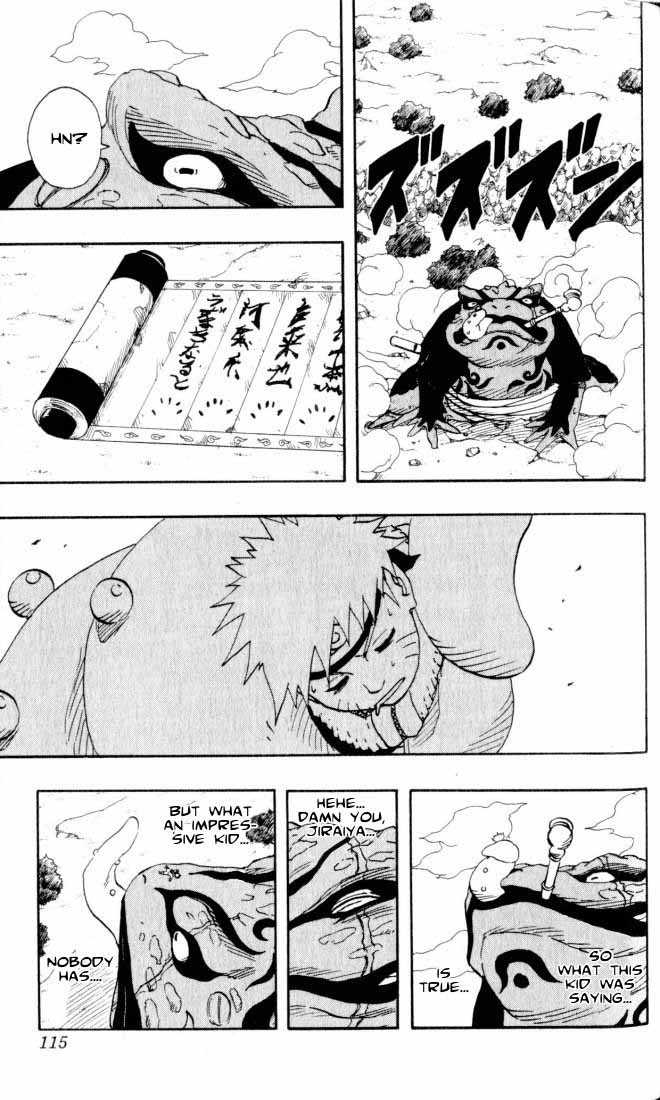 ズズズン
HN?
SO
WHAT THIS
KID WAS
SAYING...
IS
TRUE...
HEHE...
DAMN YOU,
JIRAIYA...
BUT WHAT
AN IMPRES-
SIVE KID...
NOBODY
HAS....
115